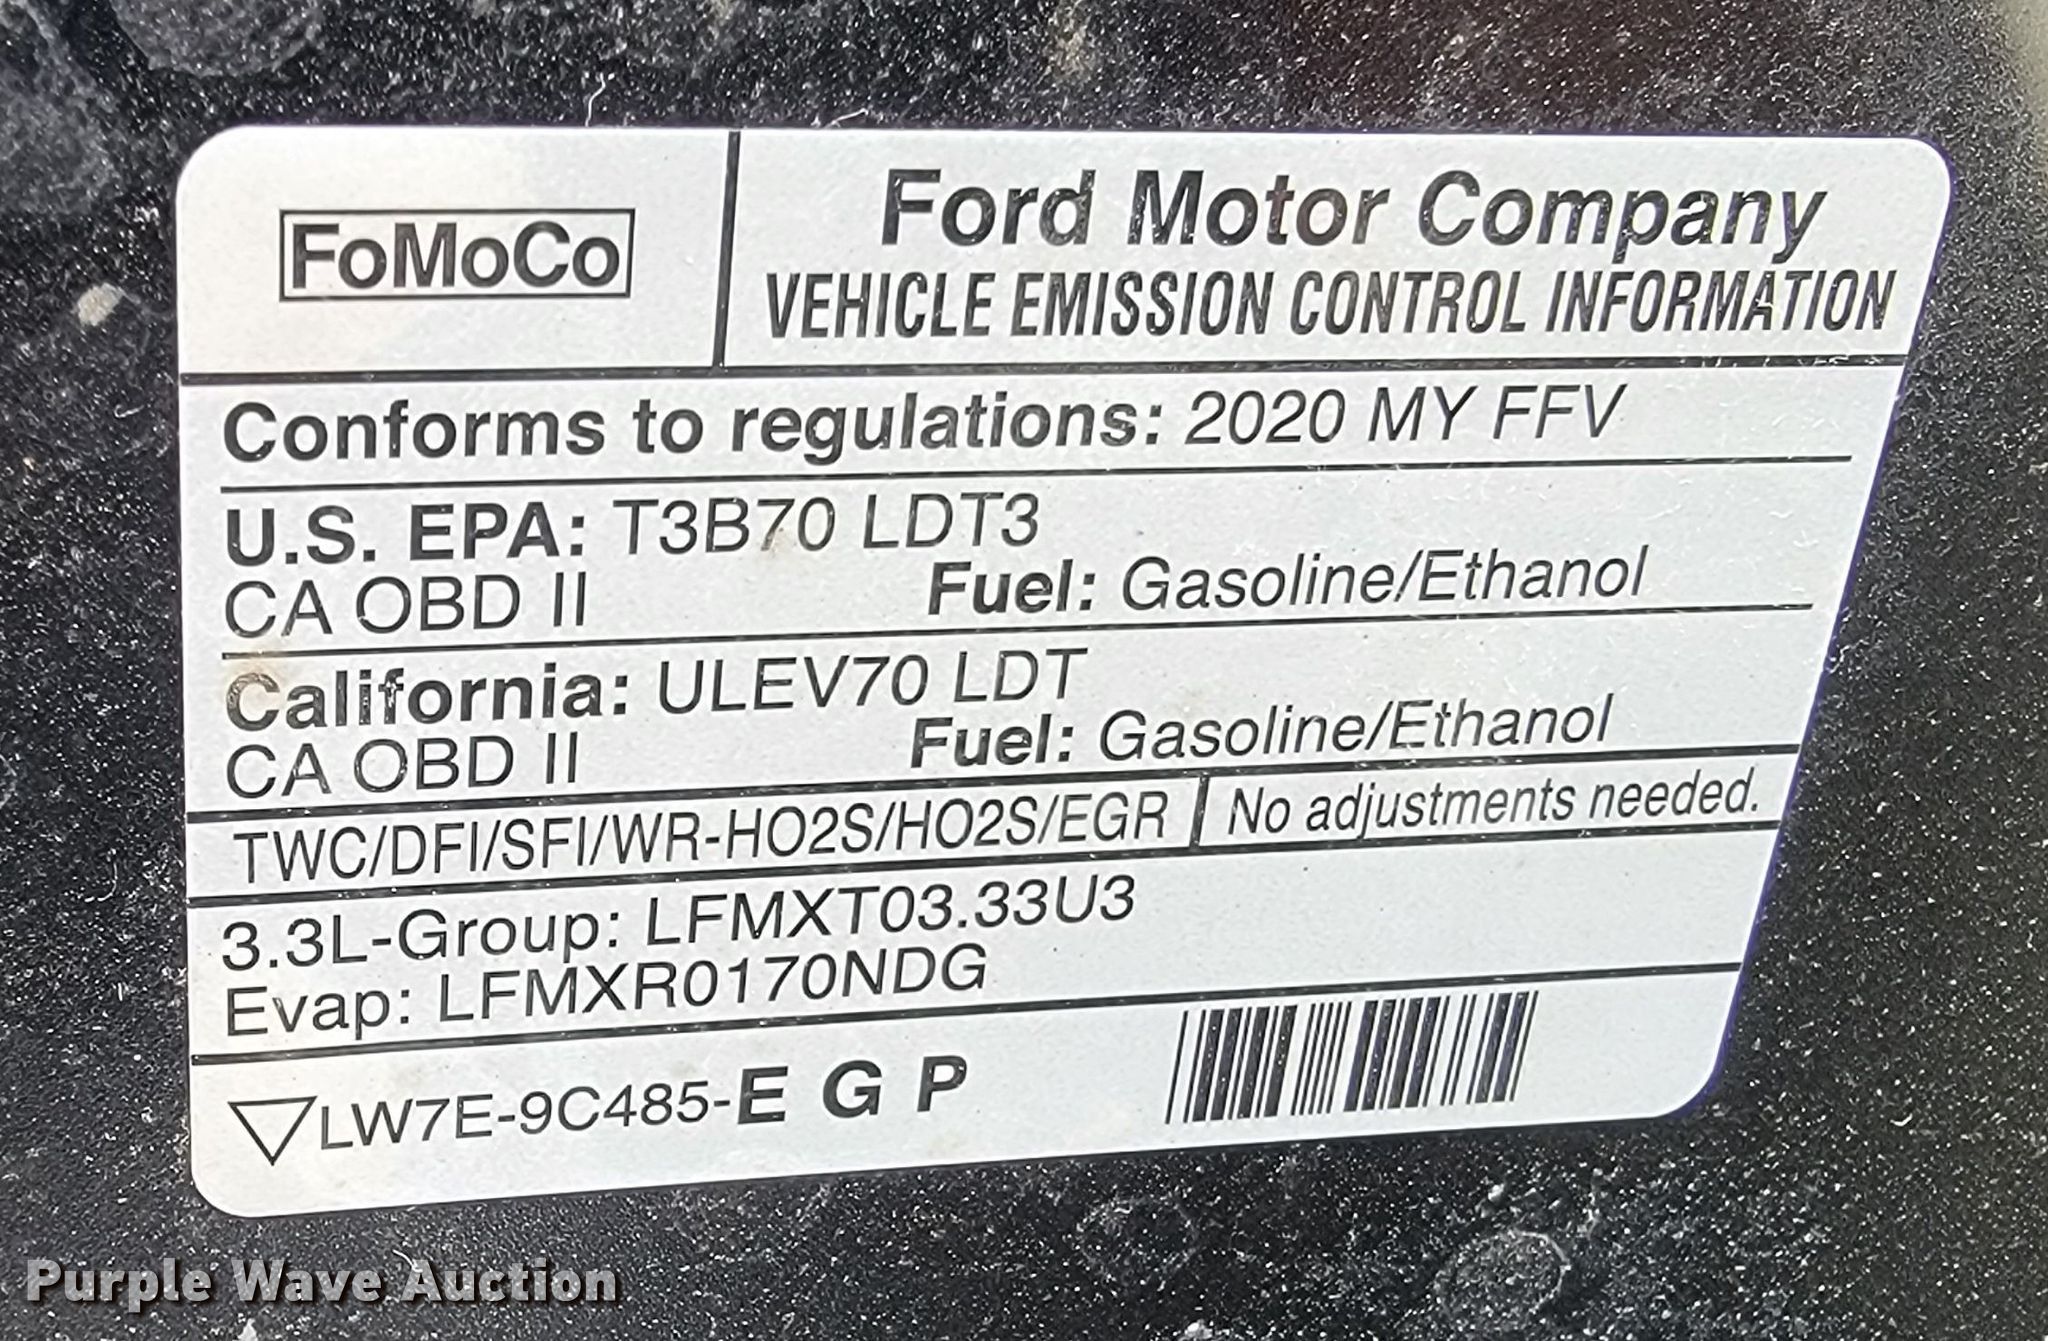 FoMoCo
Ford Motor Company
VEHICLE EMISSION CONTROL INFORMATION
Conforms to regulations: 2020 MY FFV
U.S. EPA: T3B70 LDT3
CA OBD II Fuel: Gasoline/Ethanol
California: ULEV70 LDT
CA OBD II Fuel: Gasoline/Ethanol
TWC/DFI/SFI/WR-HO2S/HO2S/EGR No adjustments needed.
3.3L-Group: LFMXT03.33U3
Evap: LFMXR0170NDG
LW7E-9C485-E G P
Purple Wave Auction